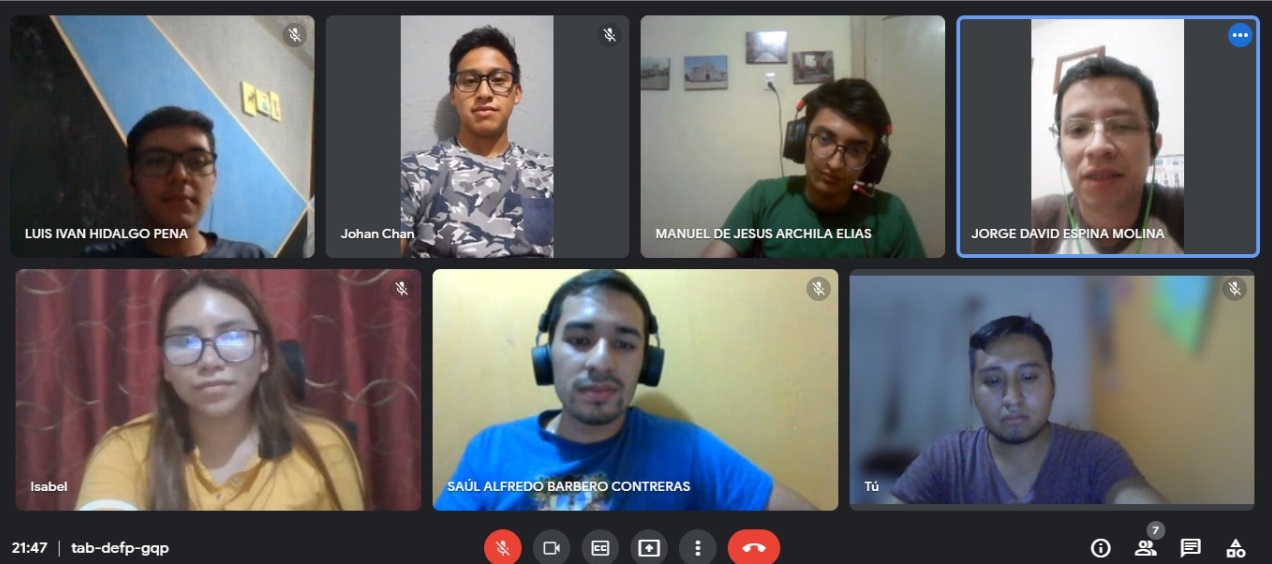 LUIS IVAN HIDALGO PENA
Johan Chan
MANUEL DE JESUS ARCHILA ELIAS
JORGE DAVID ESPINA MOLINA
Isabel
SAÚL ALFREDO BARBERO CONTRERAS
Tú
21:47 | tab-defp-gqp
CC
7